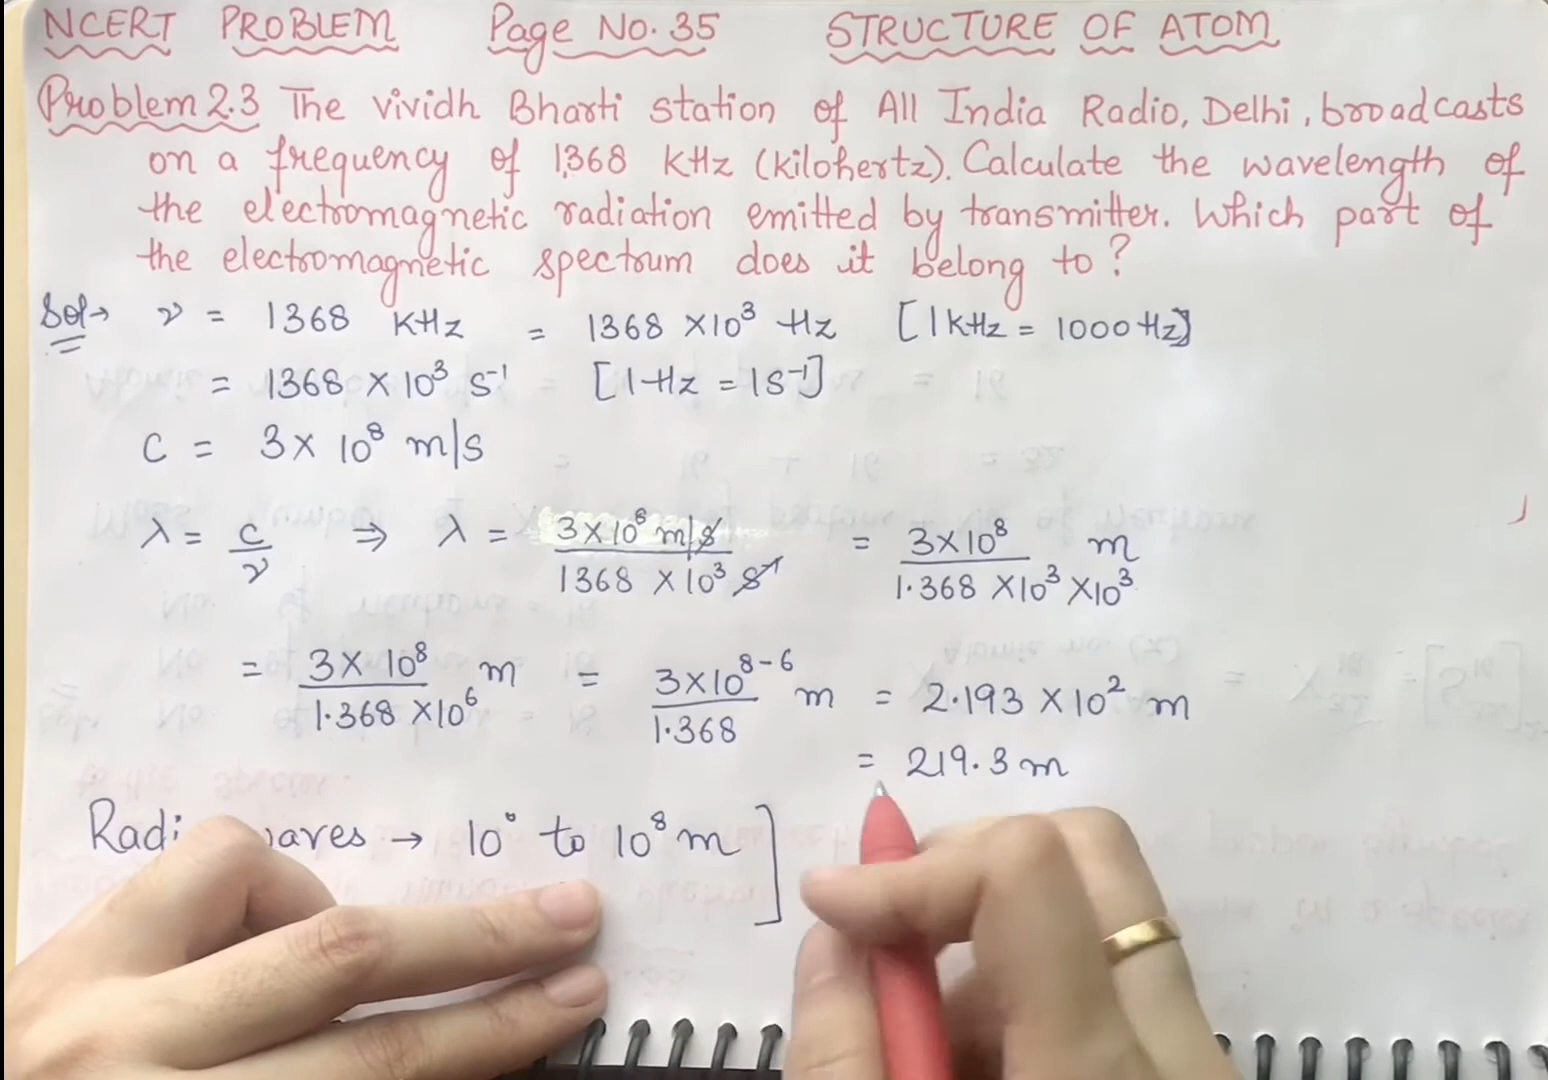 NCERT PROBLEM Page No. 35 STRUCTURE OF ATOM
Problem 2.3 The Vividh Bharti station of All India Radio, Delhi, broadcasts
on a frequency of 1,368 kHz (kilohertz). Calculate the wavelength of
the electromagnetic radiation emitted by transmitter. Which part of
the electromagnetic spectrum does it belong to?
Sol→ ν = 1368 KHz = 1368 ×10³ Hz [1 kHz = 1000 Hz]
= 1368 × 10³ s⁻¹ [1 Hz = 1s⁻¹]
C = 3 × 10⁸ m/s
λ = c/ν ⇒ λ = 3×10⁸ m/s / 1368 ×10³ s⁻¹ = 3×10⁸ / 1.368 ×10³ ×10³ m
= 3 × 10⁸ / 1.368 ×10⁶ m = 3×10⁸⁻⁶ / 1.368 m = 2.193 × 10² m
= 219.3 m
→ 10⁰ to 10⁸ m ]